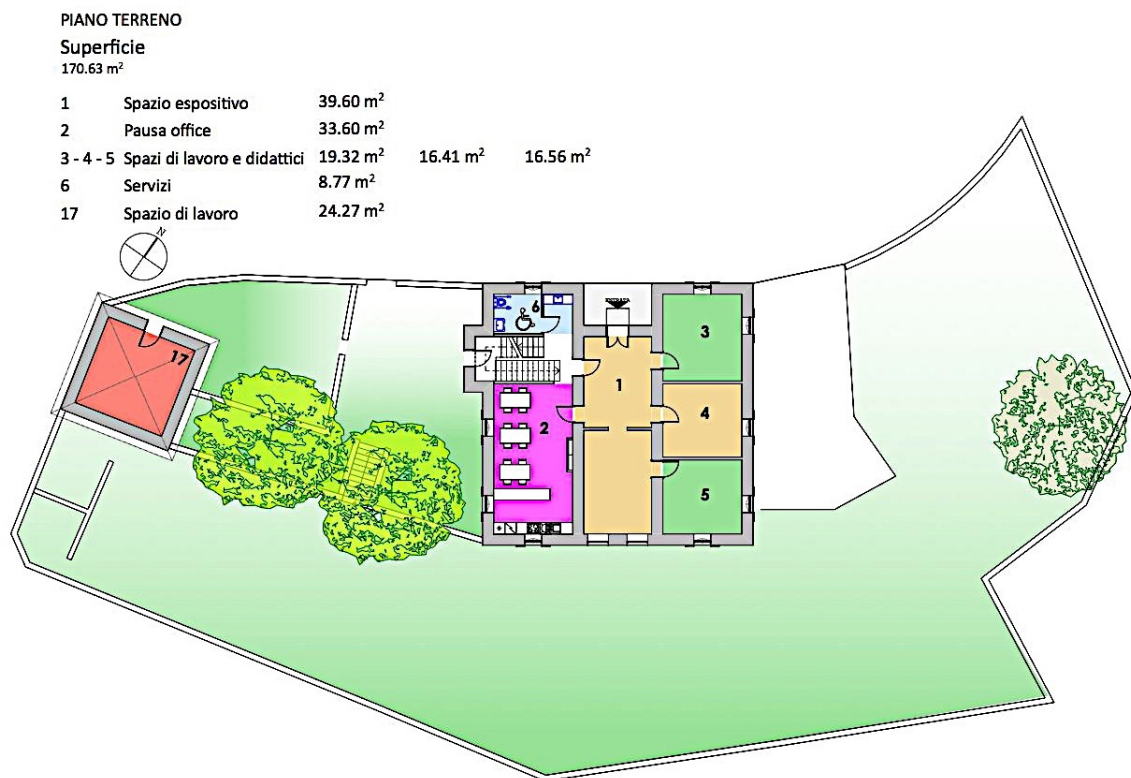 PIANO TERRENO
Superficie
170.63 m²
1 Spazio espositivo 39.60 m²
2 Pausa office 33.60 m²
3 - 4 - 5 Spazi di lavoro e didattici 19.32 m² 16.41 m² 16.56 m²
6 Servizi 8.77 m²
17 Spazio di lavoro 24.27 m²
N
6
17
3
1
4
2
5